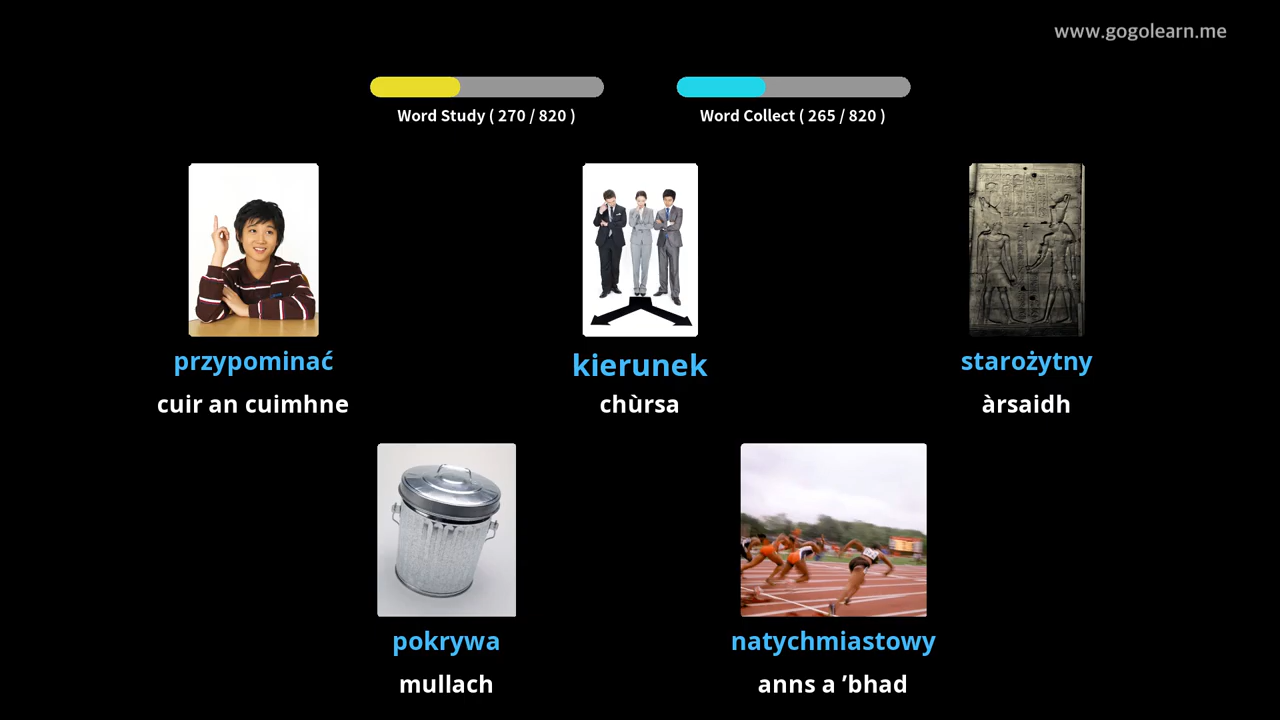 www.gogolearn.me
Word Study ( 270 / 820 )
Word Collect ( 265 / 820 )
przypominać
cuir an cuimhne
kierunek
chùrsa
starożytny
àrsaidh
pokrywa
mullach
natychmiastowy
anns a ’bhad